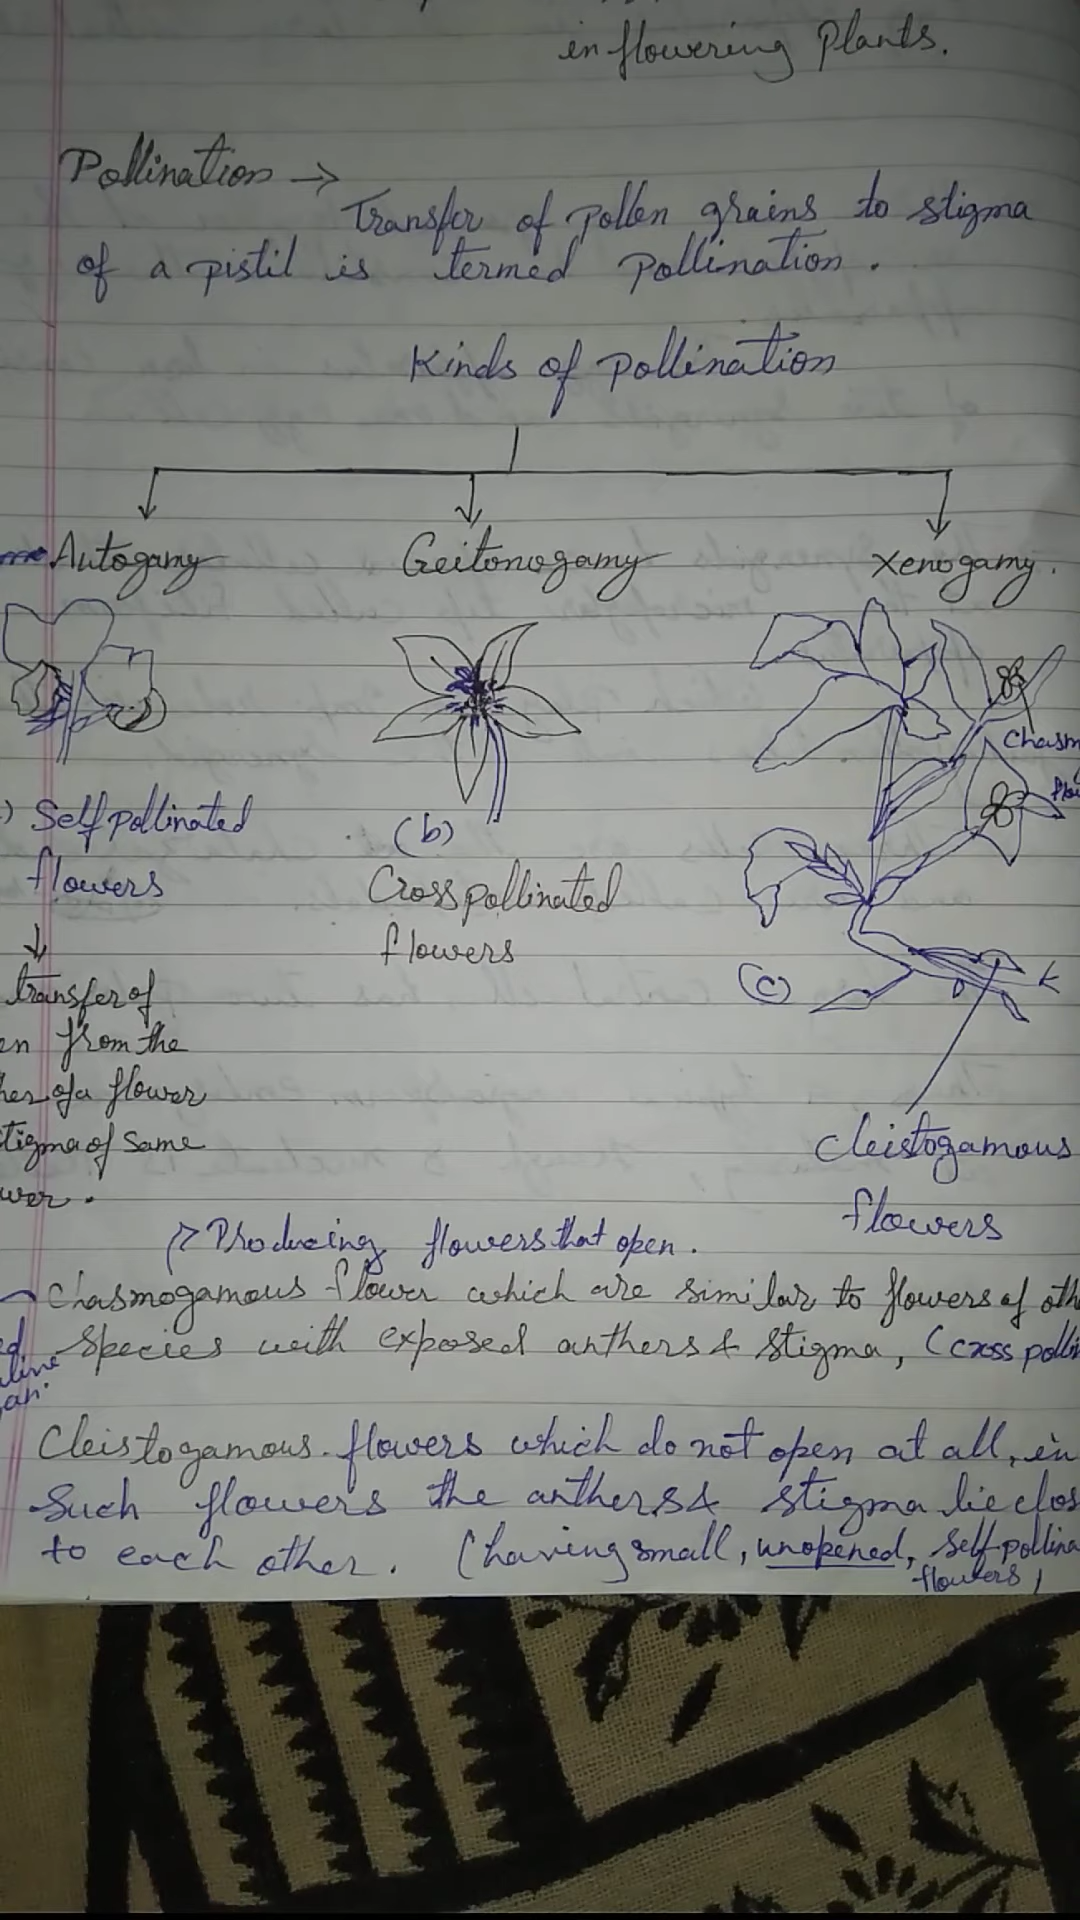 in flowering Plants.
Pollination →
Transfer of pollen grains to stigma
of a pistil is termed pollination.
Kinds of pollination
Autogamy Geitonogamy Xenogamy.
Chasm
Self pollinated
flowers
(b)
Cross pollinated
flowers
(c)
transfer of
en from the
her of a flower
stigma of same
wer.
Cleistogamous
flowers
Producing flowers that open.
Chasmogamous flower which are similar to flowers of oth
Species with exposed anthers & stigma, (cross pollin
Cleistogamous flowers which do not open at all, in
Such flowers the anthers & stigma lie clos
to each other. (having small, unopened, self-pollina
flowers)